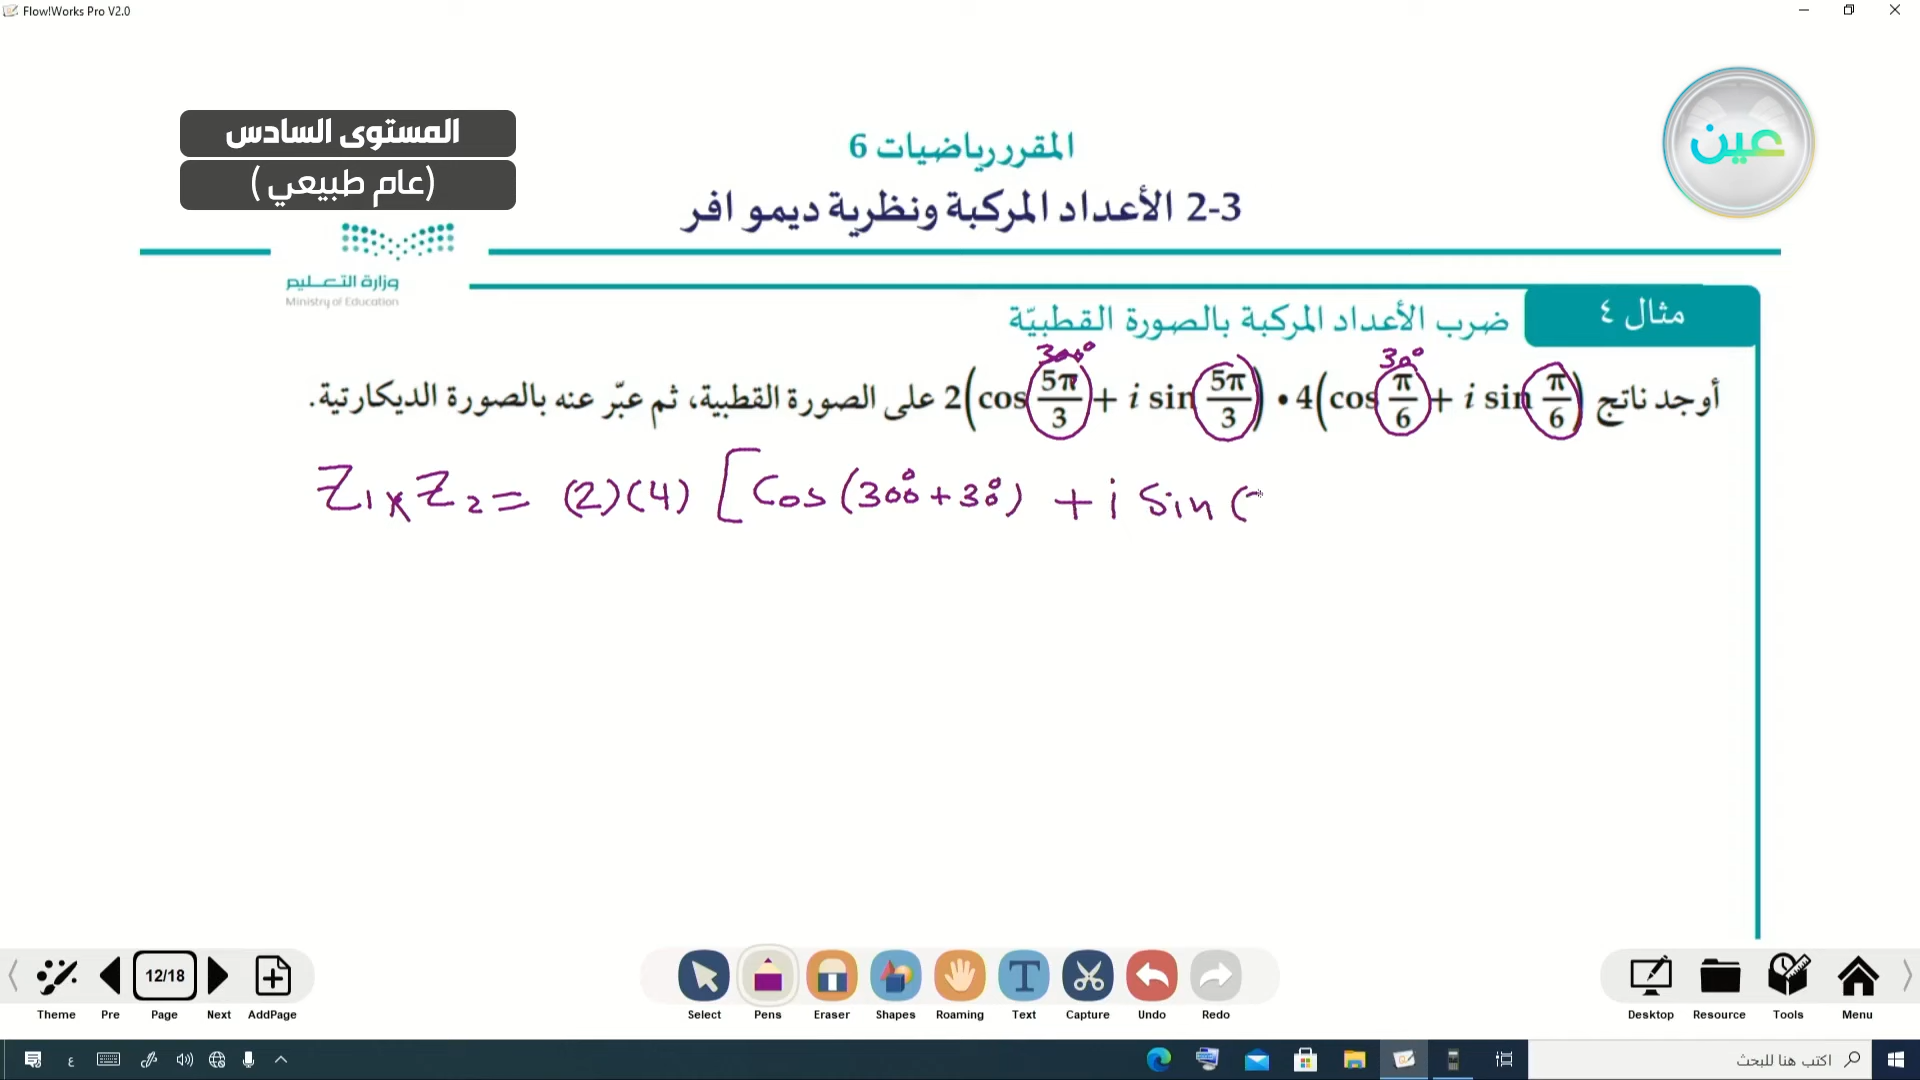 Flow!Works Pro V2.0
المستوى السادس
(عام طبيعي)
المقرر رياضيات 6
2-3 الأعداد المركبة ونظرية ديموافر
عين
وزارة التعليم
Ministry of Education
مثال ٤
ضرب الأعداد المركبة بالصورة القطبيّة
300° 30°
أوجد ناتج 2(cos 5π/3 + i sin 5π/3) • 4(cos π/6 + i sin π/6) على الصورة القطبية، ثم عبّر عنه بالصورة الديكارتية.
Z1 × Z2 = (2)(4) [Cos (300° + 30°) + i Sin (
12/18
Theme Pre Page Next AddPage
Select Pens Eraser Shapes Roaming Text Capture Undo Redo
Desktop Resource Tools Menu
ع
اكتب هنا للبحث